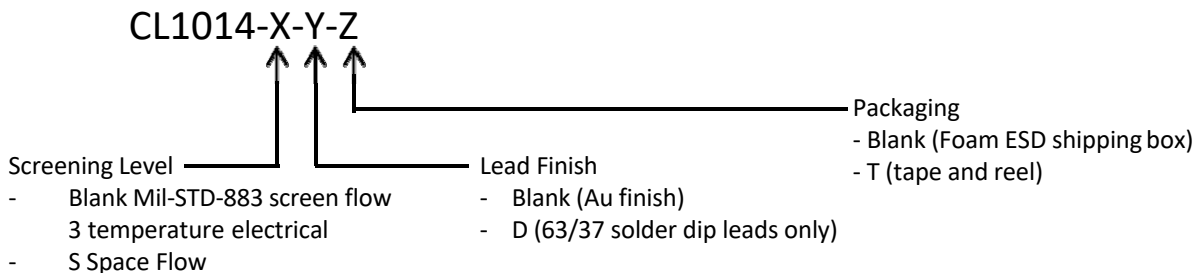 CL1014-X-Y-Z
Packaging
- Blank (Foam ESD shipping box)
- T (tape and reel)
Screening Level
- Blank Mil-STD-883 screen flow
3 temperature electrical
- S Space Flow
Lead Finish
- Blank (Au finish)
- D (63/37 solder dip leads only)